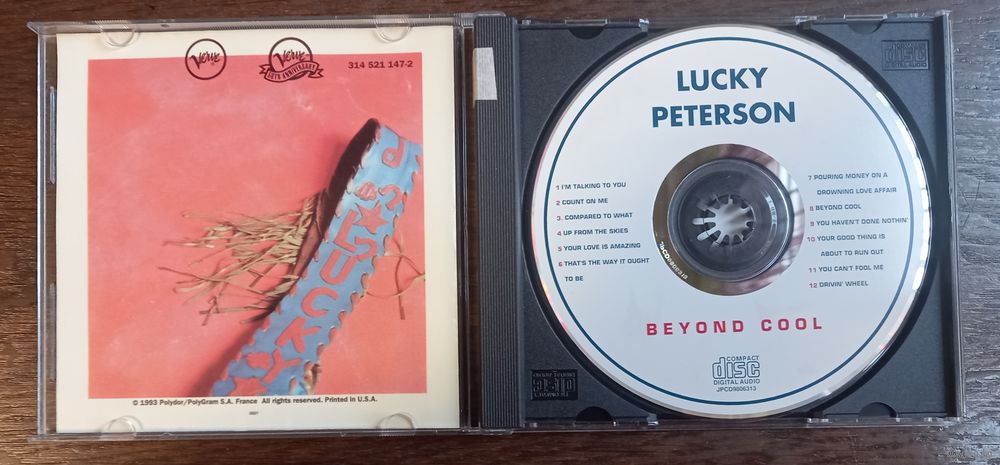 Verve
Verve
50TH ANNIVERSARY
314 521 147-2
LUCKY
© 1993 Polydor/PolyGram S.A. France All rights reserved. Printed in U.S.A.
LUCKY
PETERSON
1 I'M TALKING TO YOU
2 COUNT ON ME
3. COMPARED TO WHAT
4 UP FROM THE SKIES
5 YOUR LOVE IS AMAZING
6 THAT'S THE WAY IT OUGHT
TO BE
7 POURING MONEY ON A
DROWNING LOVE AFFAIR
8 BEYOND COOL
9 YOU HAVEN'T DONE NOTHIN'
10 YOUR GOOD THING IS
ABOUT TO RUN OUT
11 YOU CAN'T FOOL ME
12 DRIVIN' WHEEL
BEYOND COOL
COMPACT
disc
DIGITAL AUDIO
JPCD9806313
disc
DIGITAL AUDIO